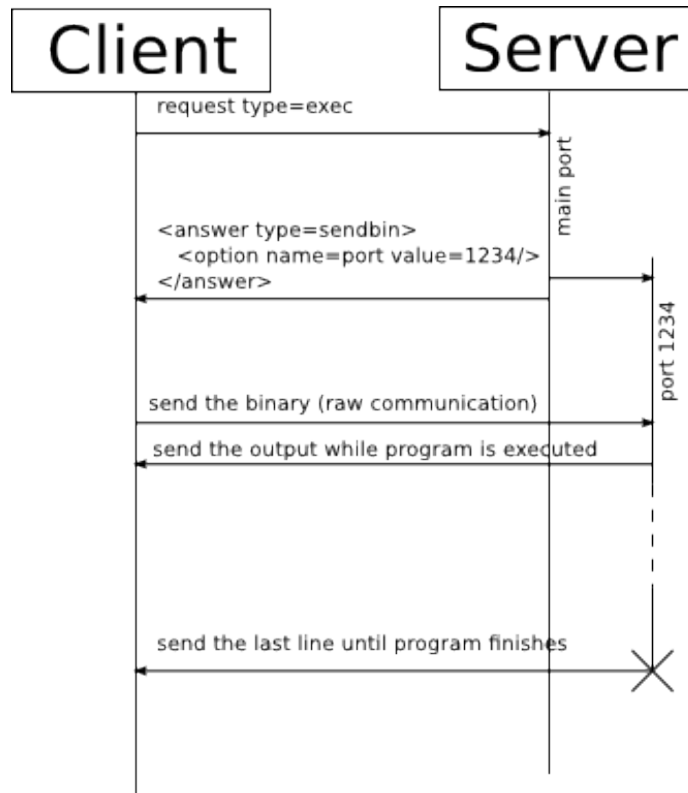 Client
Server
request type=exec
main port
<answer type=sendbin>
<option name=port value=1234/>
</answer>
port 1234
send the binary (raw communication)
send the output while program is executed
send the last line until program finishes